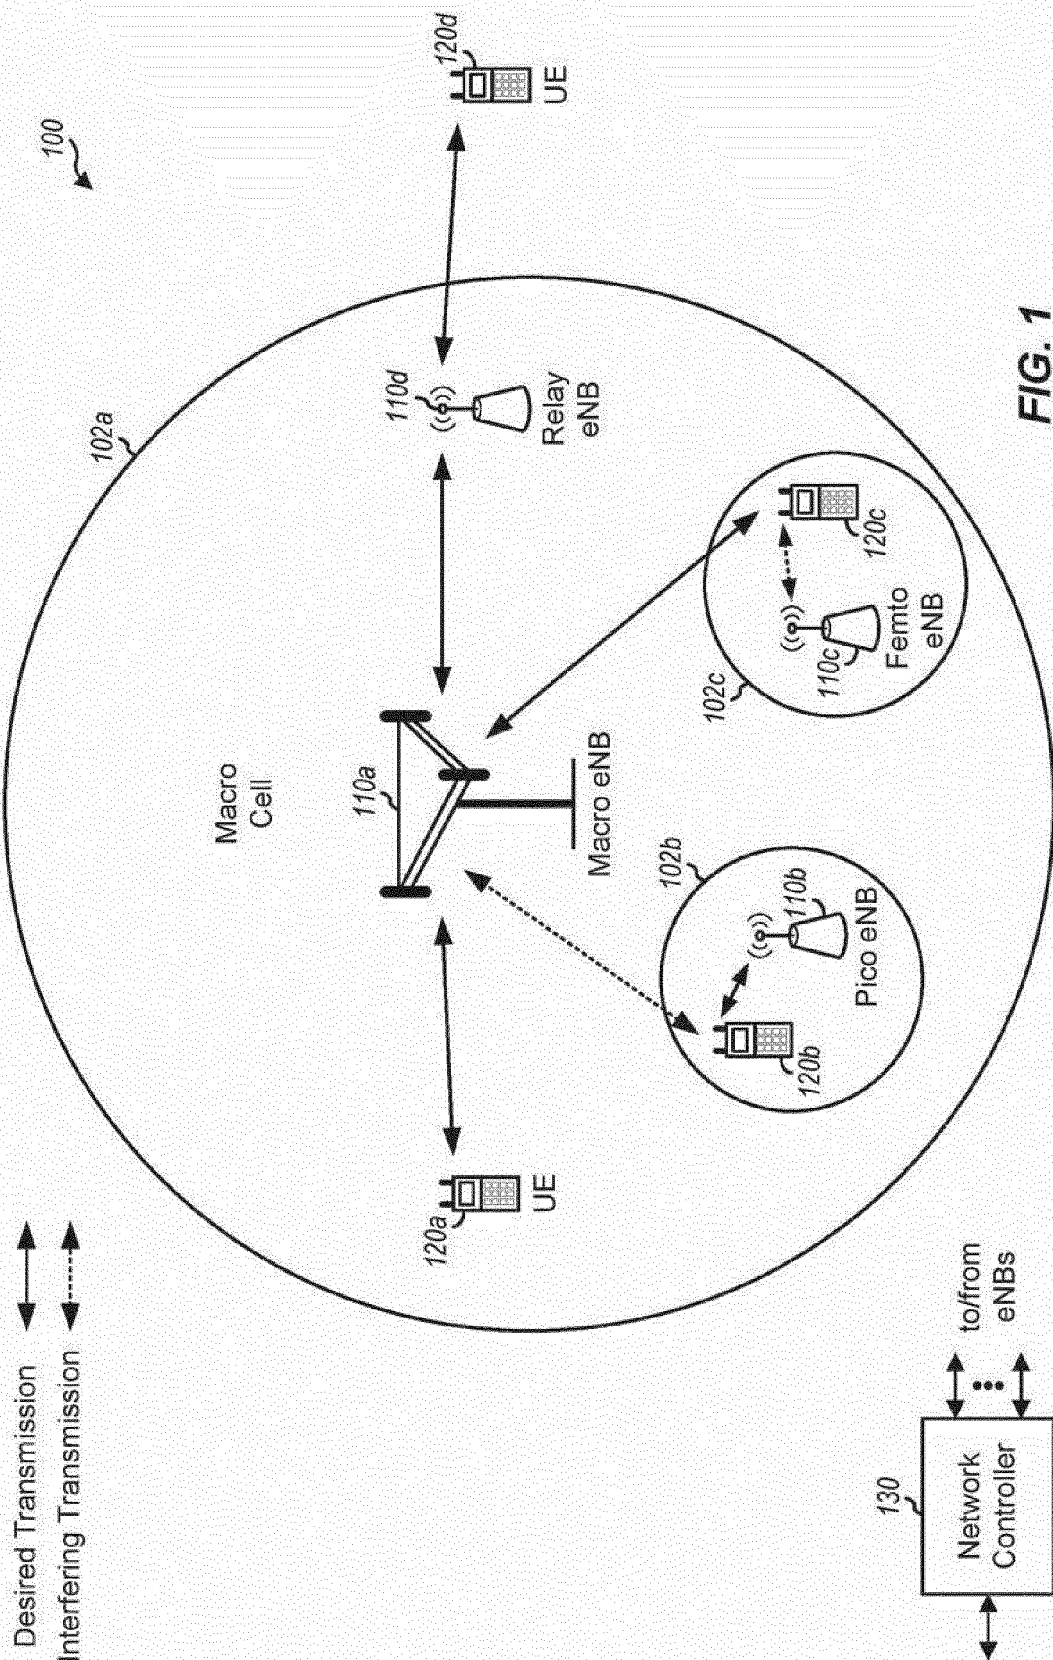 Desired Transmission
Interfering Transmission
100
102a
Macro
Cell
110a
110d
120d
120a
UE
Macro eNB
Relay
eNB
UE
102b
102c
120b
110b
Pico eNB
110c
120c
Femto
eNB
130
Network
Controller
to/from
eNBs
FIG. 1